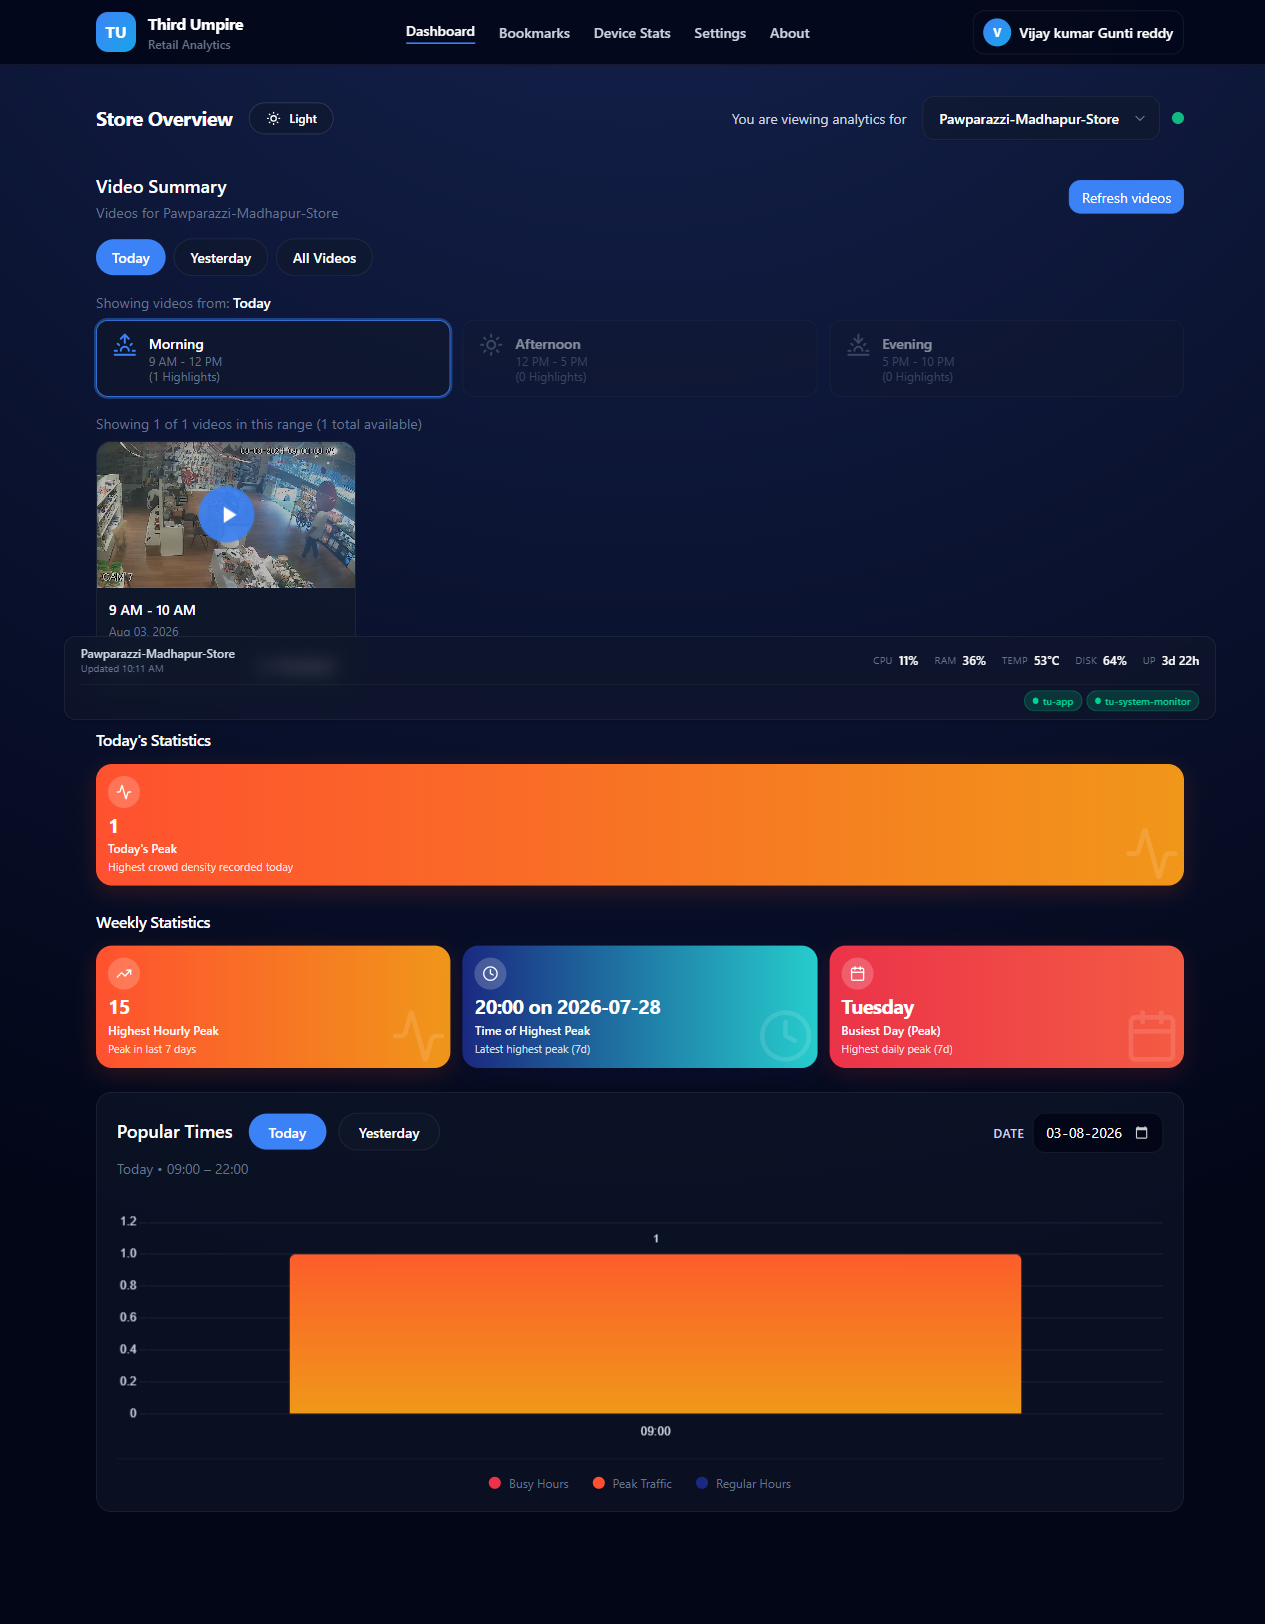 TU
Third Umpire
Retail Analytics
Dashboard
Bookmarks
Device Stats
Settings
About
V
Vijay kumar Gunti reddy
Store Overview
Light
You are viewing analytics for
Pawparazzi-Madhapur-Store
Video Summary
Videos for Pawparazzi-Madhapur-Store
Refresh videos
Today
Yesterday
All Videos
Showing videos from: Today
Morning
9 AM - 12 PM
(1 Highlights)
Afternoon
12 PM - 5 PM
(0 Highlights)
Evening
5 PM - 10 PM
(0 Highlights)
Showing 1 of 1 videos in this range (1 total available)
CAM 7
9 AM - 10 AM
Aug 03, 2026
Pawparazzi-Madhapur-Store
Updated 10:11 AM
CPU 11% RAM 36% TEMP 53°C DISK 64% UP 3d 22h
tu-app
tu-system-monitor
Today's Statistics
1
Today's Peak
Highest crowd density recorded today
Weekly Statistics
15
Highest Hourly Peak
Peak in last 7 days
20:00 on 2026-07-28
Time of Highest Peak
Latest highest peak (7d)
Tuesday
Busiest Day (Peak)
Highest daily peak (7d)
Popular Times
Today
Yesterday
DATE
03-08-2026
Today • 09:00 – 22:00
1.2
1.0
0.8
0.6
0.4
0.2
0
1
09:00
Busy Hours
Peak Traffic
Regular Hours